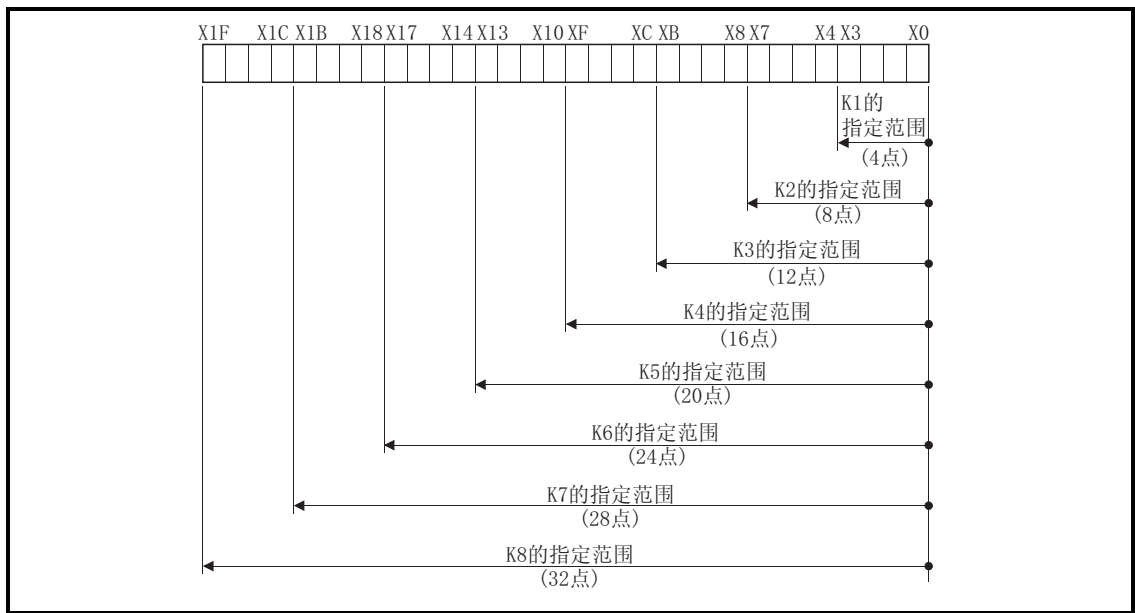 X1F X1C X1B X18 X17 X14 X13 X10 XF XC XB X8 X7 X4 X3 X0
K1的
指定范围
(4点)
K2的指定范围
(8点)
K3的指定范围
(12点)
K4的指定范围
(16点)
K5的指定范围
(20点)
K6的指定范围
(24点)
K7的指定范围
(28点)
K8的指定范围
(32点)